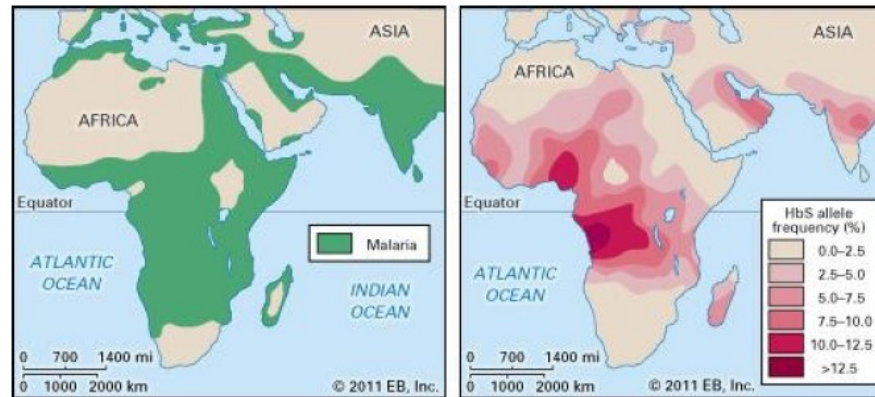 ASIA
AFRICA
Equator
Malaria
ATLANTIC
OCEAN
INDIAN
OCEAN
0 700 1400 mi
0 1000 2000 km
© 2011 EB, Inc.
ASIA
AFRICA
Equator
ATLANTIC
OCEAN
HbS allele
frequency (%)
0.0–2.5
2.5–5.0
5.0–7.5
7.5–10.0
10.0–12.5
>12.5
0 700 1400 mi
0 1000 2000 km
© 2011 EB, Inc.